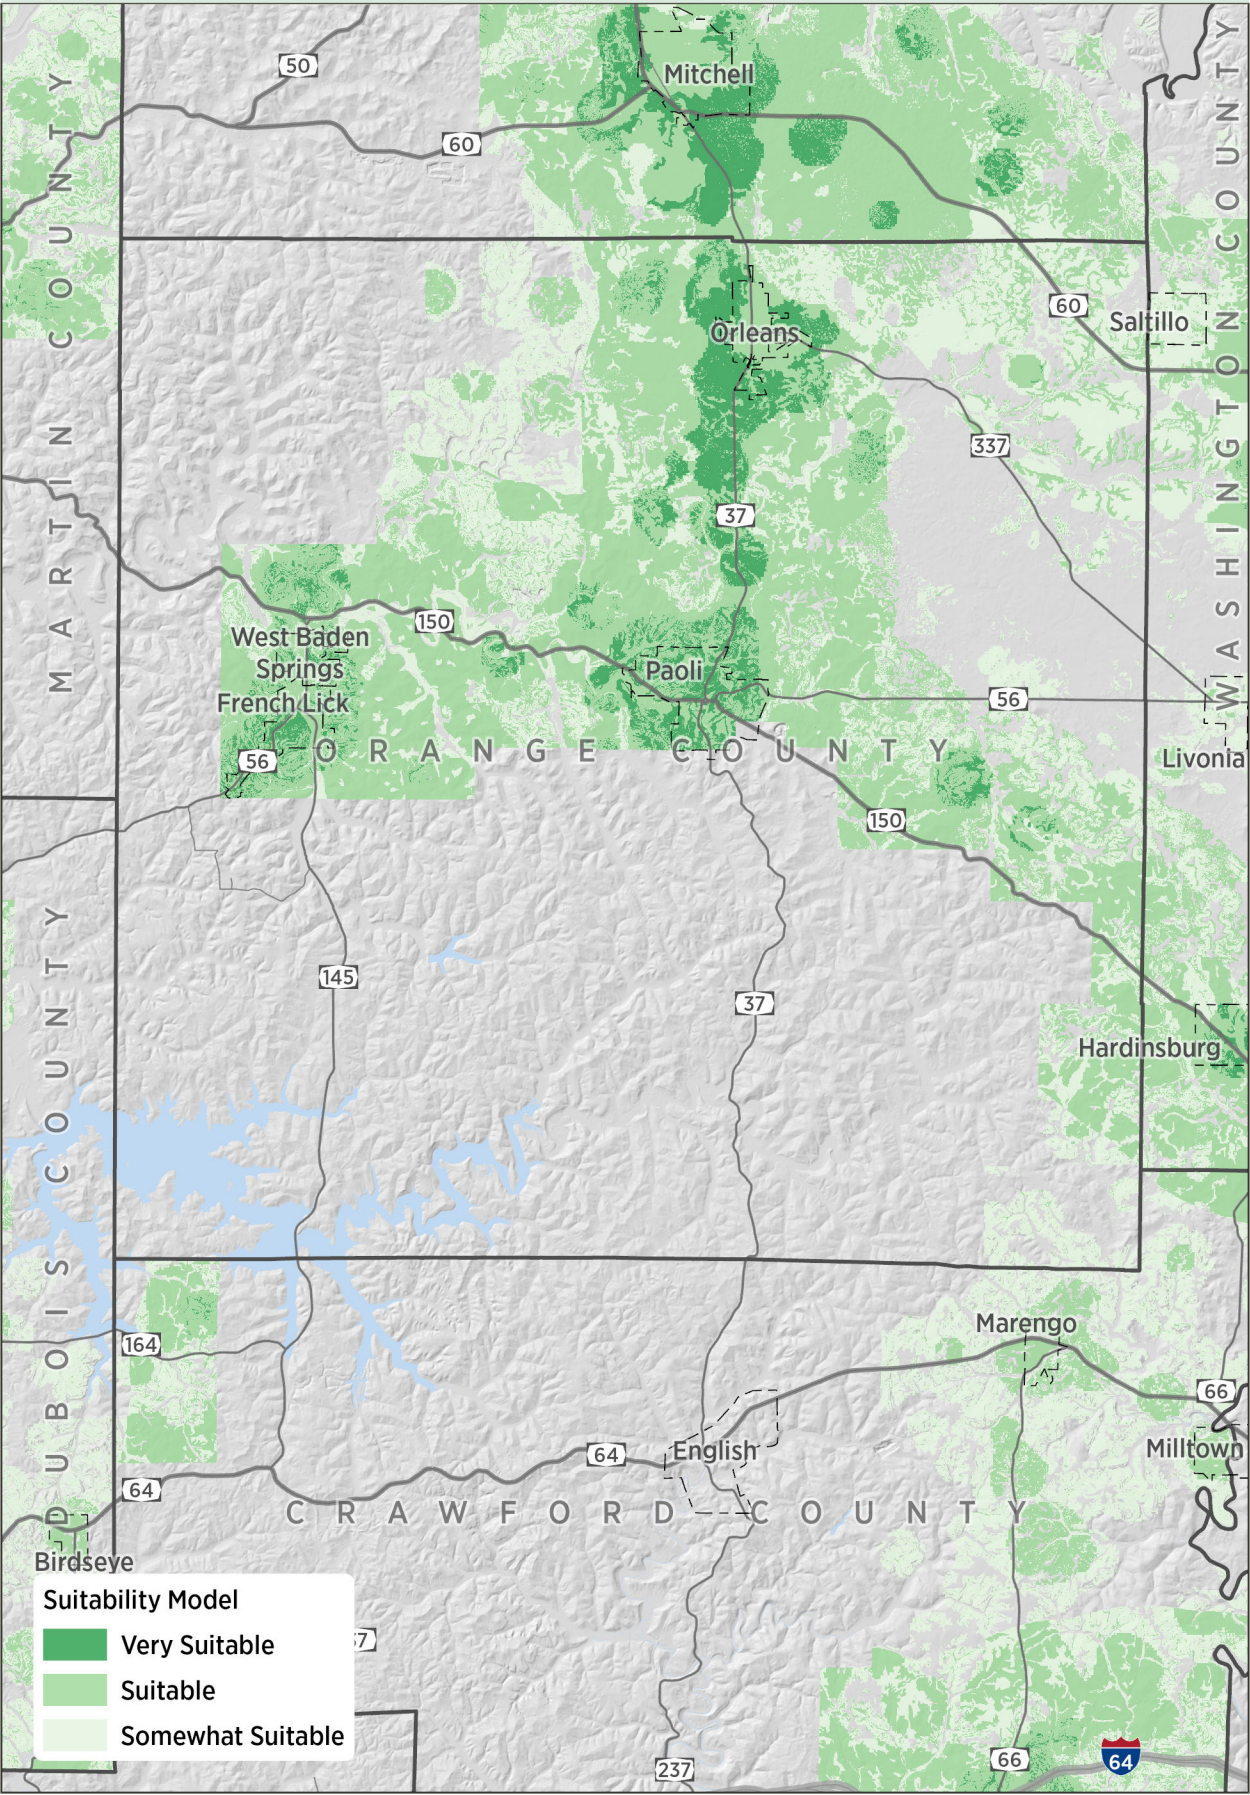 50
Mitchell
60
MARTIN COUNTY
WASHINGTON COUNTY
60
Saltillo
Orleans
337
37
150
West Baden
Springs
French Lick
Paoli
56
56
Livonia
ORANGE COUNTY
150
145
37
Hardinsburg
DUBOIS COUNTY
Marengo
164
66
64
English
64
Milltown
CRAWFORD COUNTY
Birdseye
Suitability Model
Very Suitable
Suitable
Somewhat Suitable
237
66
64